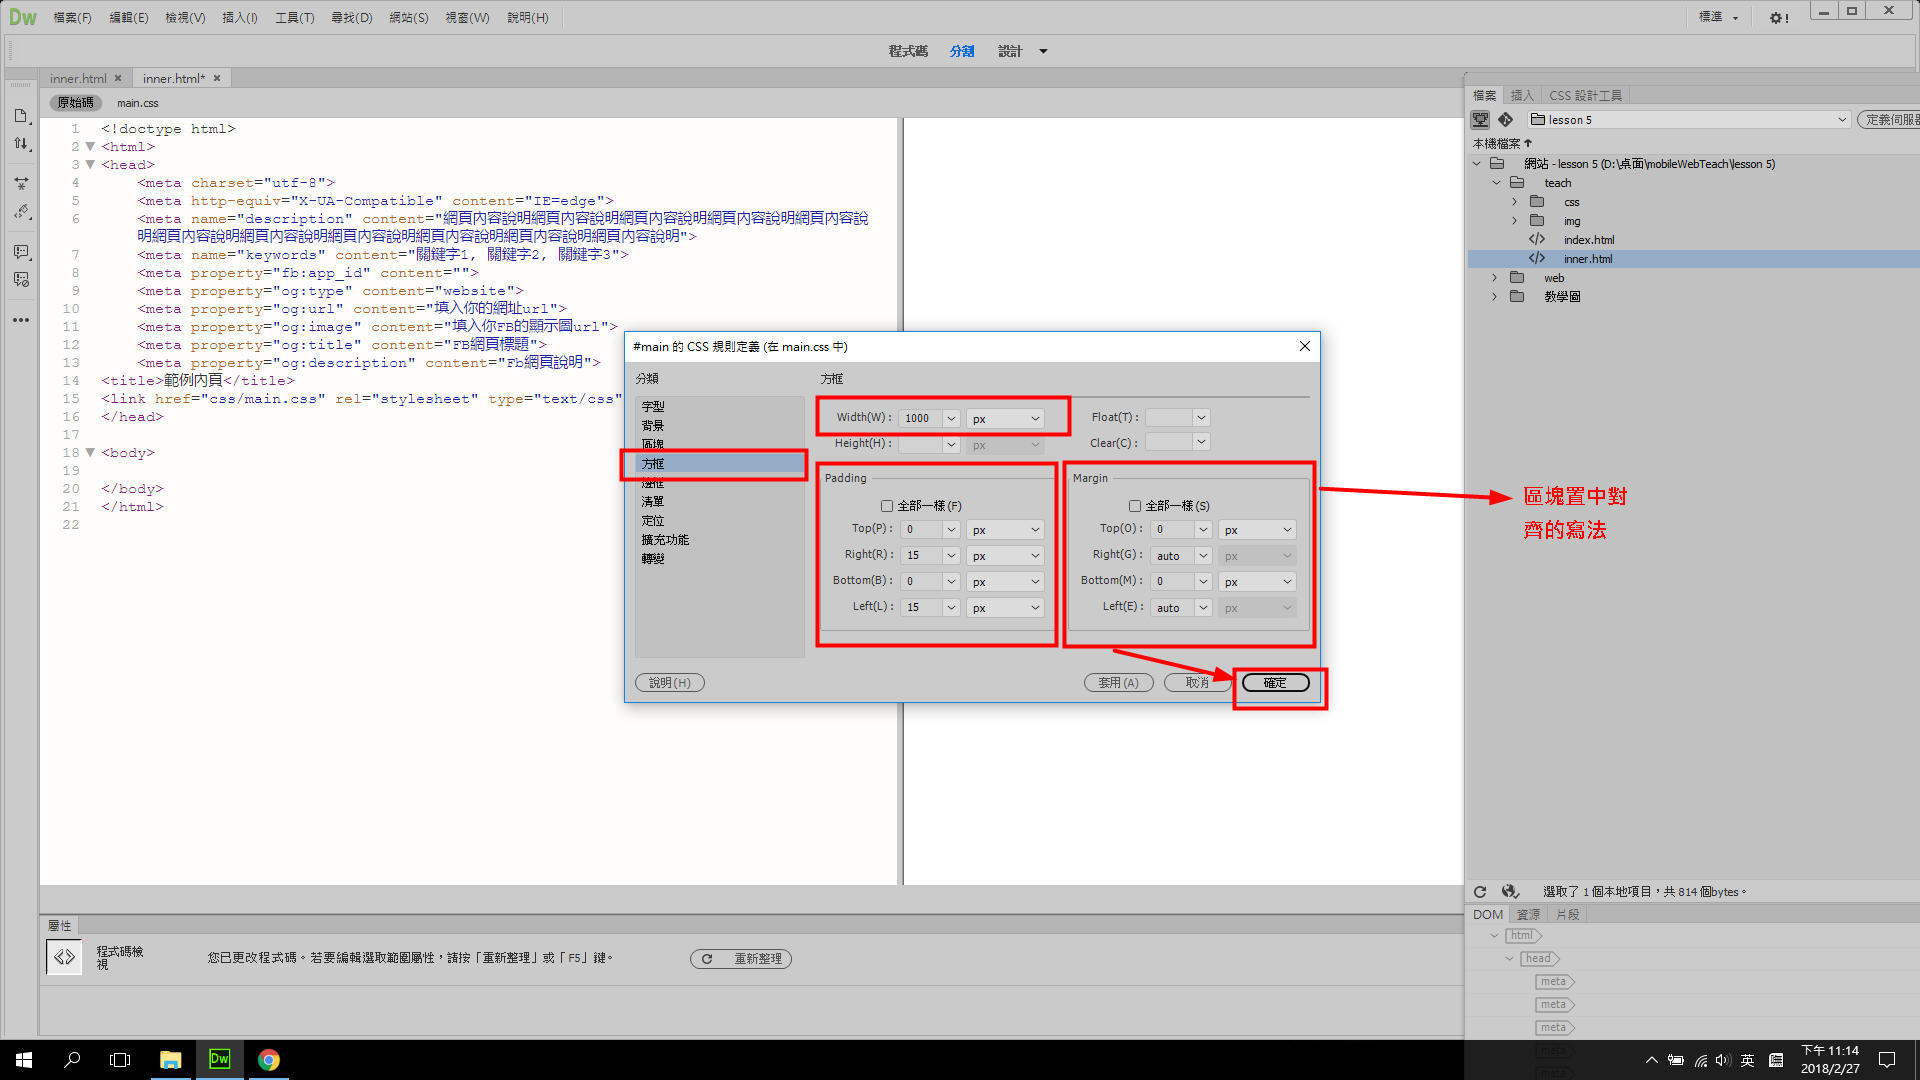 Dw 檔案(F) 編輯(E) 檢視(V) 插入(I) 工具(T) 尋找(D) 網站(S) 視窗(W) 說明(H) 標準
程式碼 分割 設計
inner.html inner.html*
原始碼 main.css
1 <!doctype html>
2 <html>
3 <head>
4 <meta charset="utf-8">
5 <meta http-equiv="X-UA-Compatible" content="IE=edge">
6 <meta name="description" content="網頁內容說明網頁內容說明網頁內容說明網頁內容說明網頁內容說
明網頁內容說明網頁內容說明網頁內容說明網頁內容說明網頁內容說明網頁內容說明">
7 <meta name="keywords" content="關鍵字1, 關鍵字2, 關鍵字3">
8 <meta property="fb:app_id" content="">
9 <meta property="og:type" content="website">
10 <meta property="og:url" content="填入你的網址url">
11 <meta property="og:image" content="填入你FB的顯示圖url">
12 <meta property="og:title" content="FB網頁標題">
13 <meta property="og:description" content="Fb網頁說明">
14 <title>範例內頁</title>
15 <link href="css/main.css" rel="stylesheet" type="text/css"
16 </head>
17
18 <body>
19
20 </body>
21 </html>
22
#main 的 CSS 規則定義 (在 main.css 中)
分類
字型
背景
區塊
方框
邊框
清單
定位
擴充功能
轉變
方框
Width(W) : 1000 px Float(T) :
Height(H) : px Clear(C) :
Padding
全部一樣(F)
Top(P) : 0 px
Right(R) : 15 px
Bottom(B) : 0 px
Left(L) : 15 px
Margin
全部一樣(S)
Top(O) : 0 px
Right(G) : auto px
Bottom(M) : 0 px
Left(E) : auto px
說明(H) 套用(A) 取消 確定
區塊置中對
齊的寫法
檔案 插入 CSS 設計工具
lesson 5 定義伺服器
本機檔案
網站 - lesson 5 (D:\桌面\mobileWebTeach\lesson 5)
teach
css
img
index.html
inner.html
web
教學圖
選取了 1 個本地項目，共 814 個bytes。
DOM 資源 片段
html
head
meta
meta
meta
meta
meta
屬性
程式碼檢
視
您已更改程式碼。若要編輯選取範圍屬性，請按「重新整理」或「F5」鍵。 重新整理
Dw
英
下午 11:14
2018/2/27